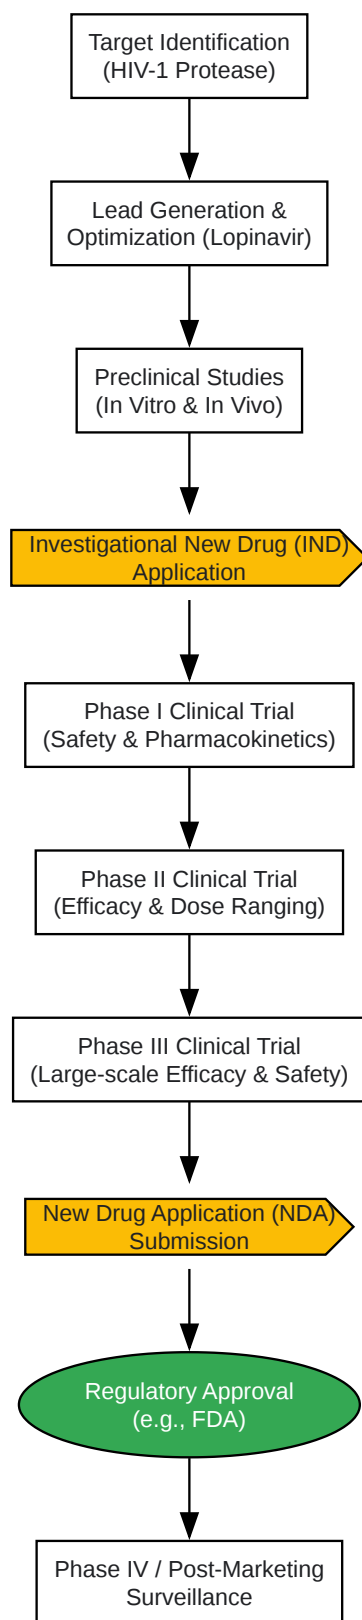 Target Identification
(HIV-1 Protease)
Lead Generation &
Optimization (Lopinavir)
Preclinical Studies
(In Vitro & In Vivo)
Investigational New Drug (IND)
Application
Phase I Clinical Trial
(Safety & Pharmacokinetics)
Phase II Clinical Trial
(Efficacy & Dose Ranging)
Phase III Clinical Trial
(Large-scale Efficacy & Safety)
New Drug Application (NDA)
Submission
Regulatory Approval
(e.g., FDA)
Phase IV / Post-Marketing
Surveillance